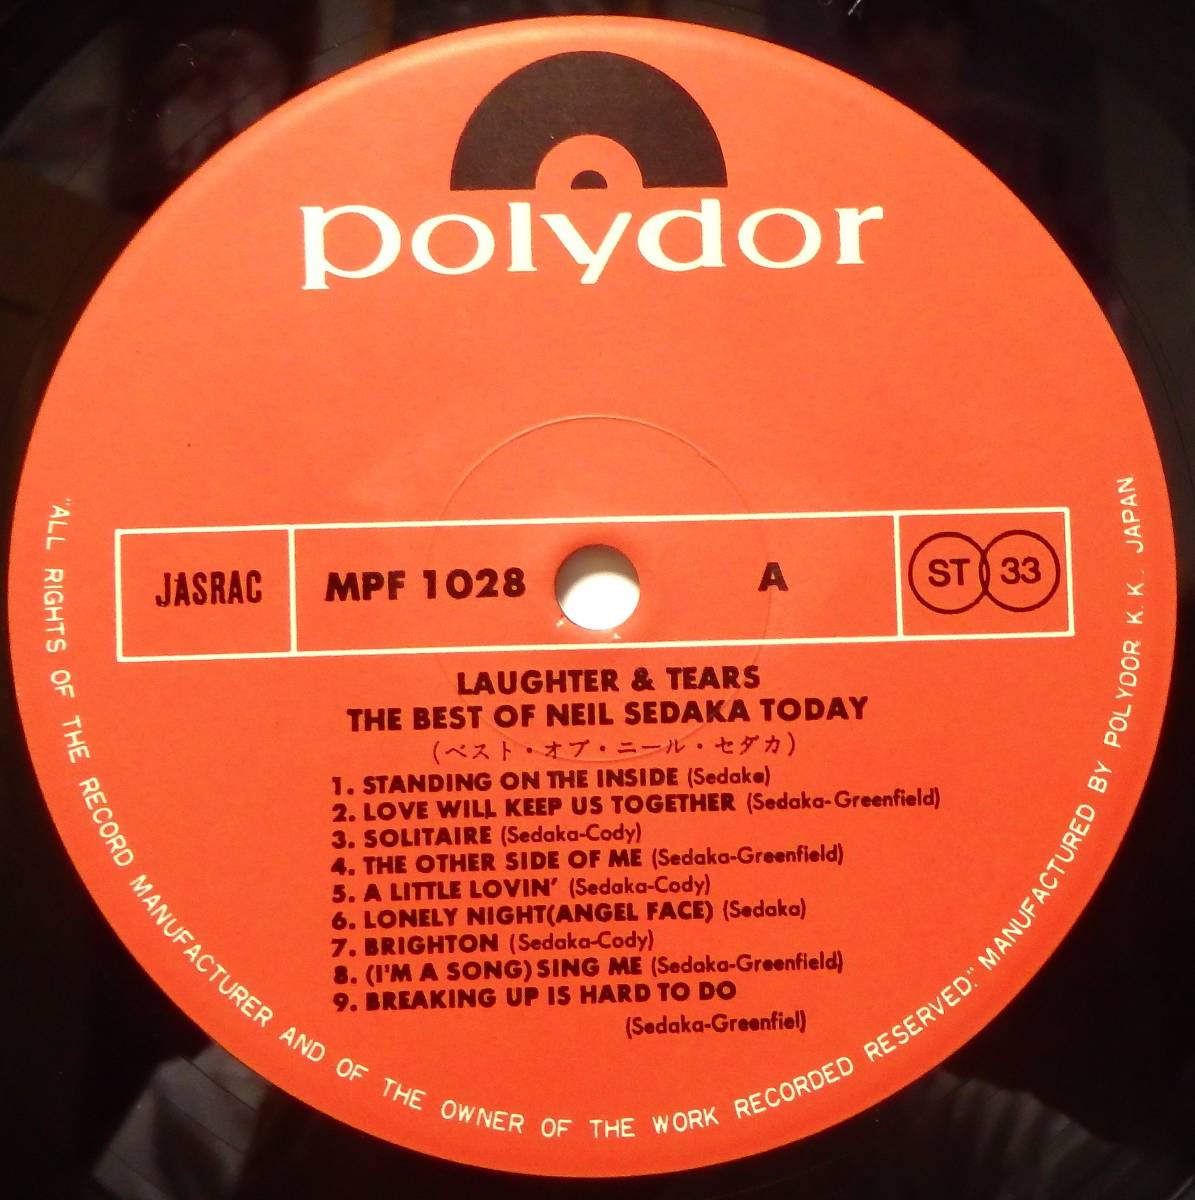 polydor
JASRAC
MPF 1028
A
ST 33
LAUGHTER & TEARS
THE BEST OF NEIL SEDAKA TODAY
(ベスト・オブ・ニール・セダカ)
1. STANDING ON THE INSIDE (Sedaka)
2. LOVE WILL KEEP US TOGETHER (Sedaka-Greenfield)
3. SOLITAIRE (Sedaka-Cody)
4. THE OTHER SIDE OF ME (Sedaka-Greenfield)
5. A LITTLE LOVIN' (Sedaka-Cody)
6. LONELY NIGHT(ANGEL FACE) (Sedaka)
7. BRIGHTON (Sedaka-Cody)
8. (I'M A SONG) SING ME (Sedaka-Greenfield)
9. BREAKING UP IS HARD TO DO
(Sedaka-Greenfiel)
"ALL RIGHTS OF THE RECORD MANUFACTURER AND OF THE OWNER OF THE WORK RECORDED RESERVED." MANUFACTURED BY POLYDOR K.K. JAPAN